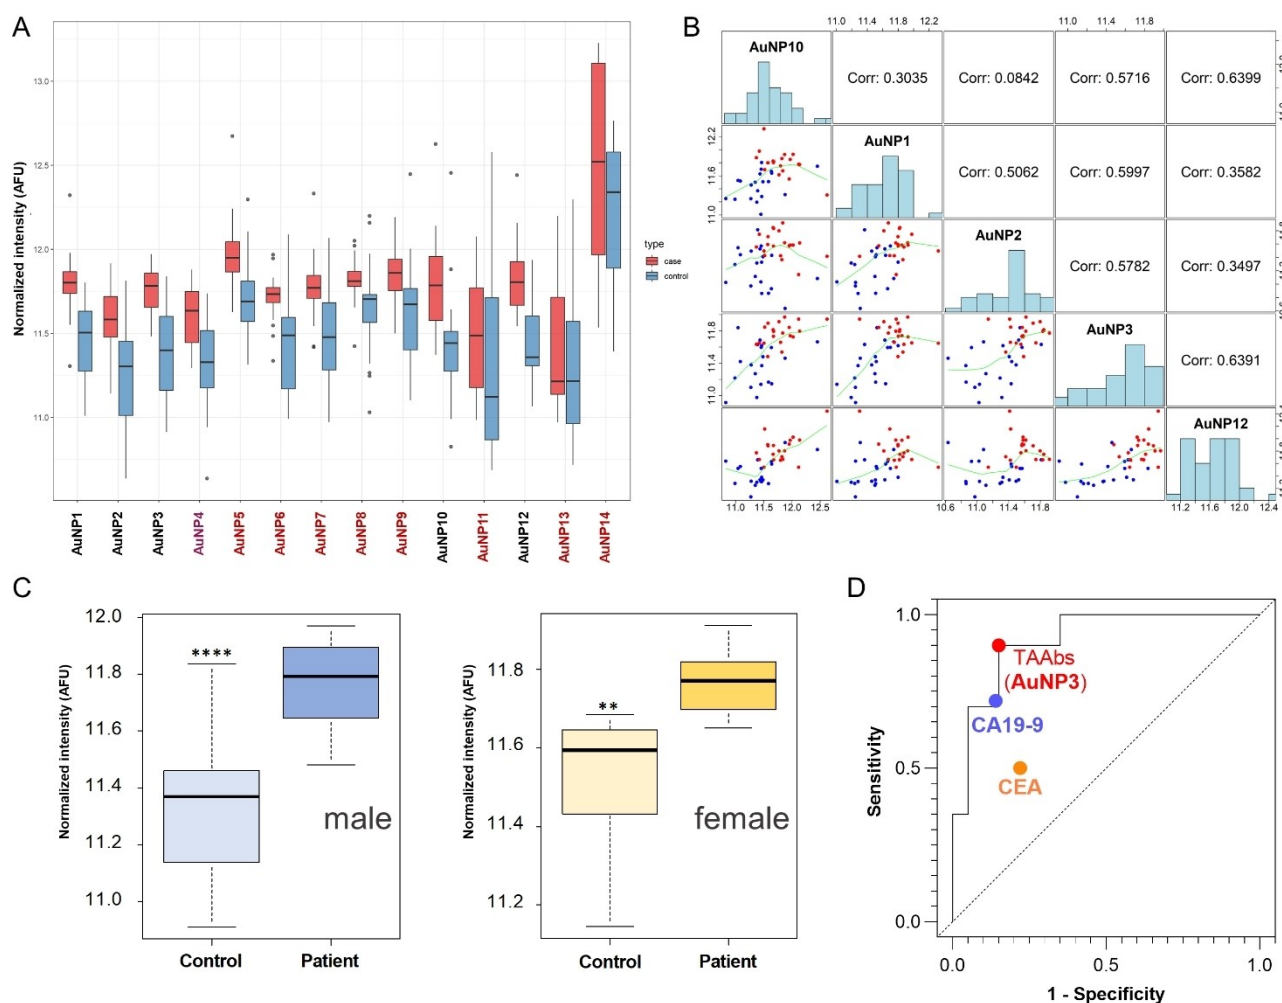 A
Normalized intensity (AFU)
13.0
12.5
12.0
11.5
11.0
type
case
control
AuNP1
AuNP2
AuNP3
AuNP4
AuNP5
AuNP6
AuNP7
AuNP8
AuNP9
AuNP10
AuNP11
AuNP12
AuNP13
AuNP14
B
11.0 11.4 11.8 12.2
11.0 11.4 11.8
AuNP10
Corr: 0.3035
Corr: 0.0842
Corr: 0.5716
Corr: 0.6399
12.2
11.6
11.0
AuNP1
Corr: 0.5062
Corr: 0.5997
Corr: 0.3582
AuNP2
Corr: 0.5782
Corr: 0.3497
11.8
11.4
11.0
AuNP3
Corr: 0.6391
AuNP12
11.0 11.5 12.0 12.5
10.6 11.0 11.4 11.8
11.2 11.6 12.0 12.4
C
Normalized intensity (AFU)
12.0
11.8
11.6
11.4
11.2
11.0
****
male
Control
Patient
Normalized intensity (AFU)
11.8
11.6
11.4
11.2
**
female
Control
Patient
D
Sensitivity
1.0
0.5
0.0
TAAbs
(AuNP3)
CA19-9
CEA
0.0
0.5
1.0
1 - Specificity